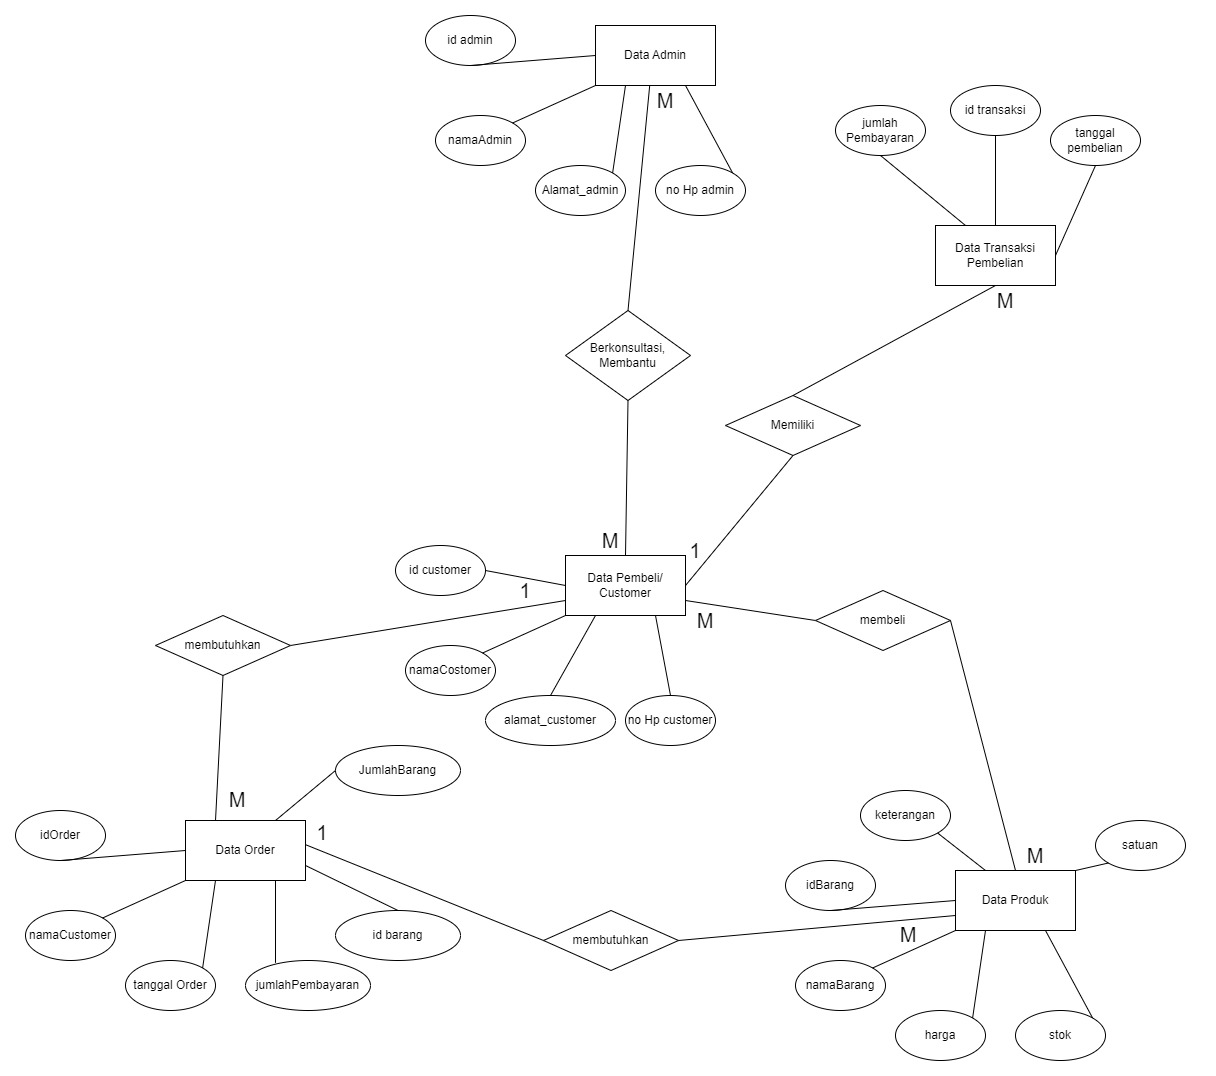 id admin
Data Admin
M
namaAdmin
Alamat_admin
no Hp admin
jumlah
Pembayaran
id transaksi
tanggal
pembelian
Data Transaksi
Pembelian
M
Berkonsultasi,
Membantu
Memiliki
M
1
id customer
1
Data Pembeli/
Customer
M
membeli
membutuhkan
namaCostomer
alamat_customer
no Hp customer
JumlahBarang
M
idOrder
Data Order
1
namaCustomer
tanggal Order
jumlahPembayaran
id barang
membutuhkan
keterangan
M
satuan
idBarang
Data Produk
M
namaBarang
harga
stok